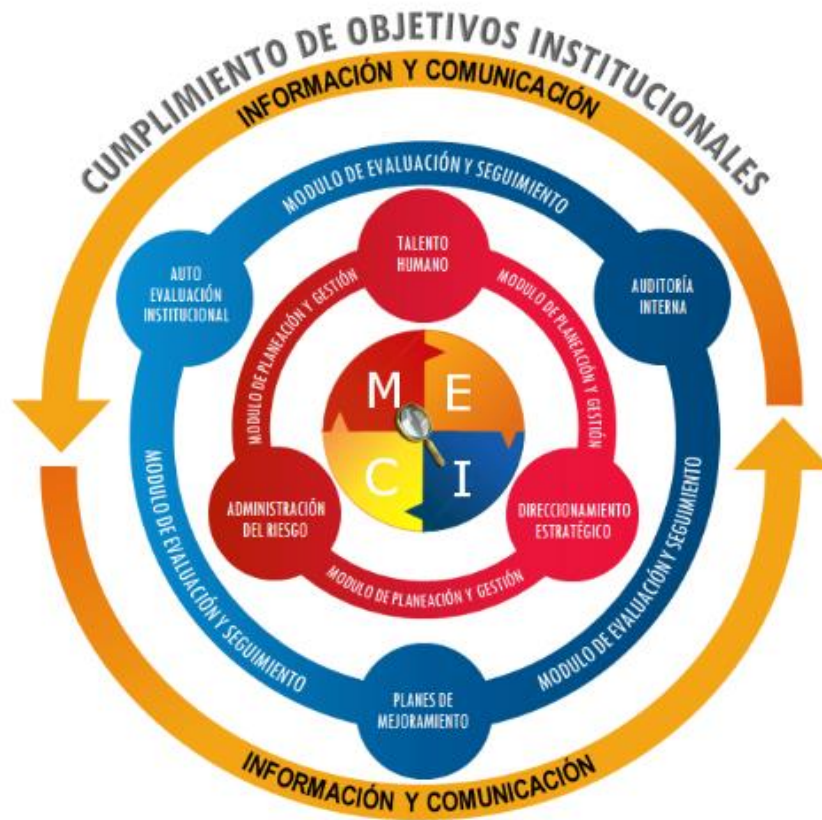 CUMPLIMIENTO DE OBJETIVOS INSTITUCIONALES
INFORMACIÓN Y COMUNICACIÓN
MODULO DE EVALUACIÓN Y SEGUIMIENTO
TALENTO
HUMANO
AUTO
EVALUACIÓN
INSTITUCIONAL
AUDITORÍA
INTERNA
MODULO DE PLANEACIÓN Y GESTIÓN
MODULO DE PLANEACIÓN Y GESTIÓN
M E
C I
ADMINISTRACIÓN
DEL RIESGO
DIRECCIONAMIENTO
ESTRATÉGICO
MODULO DE PLANEACIÓN Y GESTIÓN
MODULO DE EVALUACIÓN Y SEGUIMIENTO
MODULO DE EVALUACIÓN Y SEGUIMIENTO
PLANES DE
MEJORAMIENTO
INFORMACIÓN Y COMUNICACIÓN